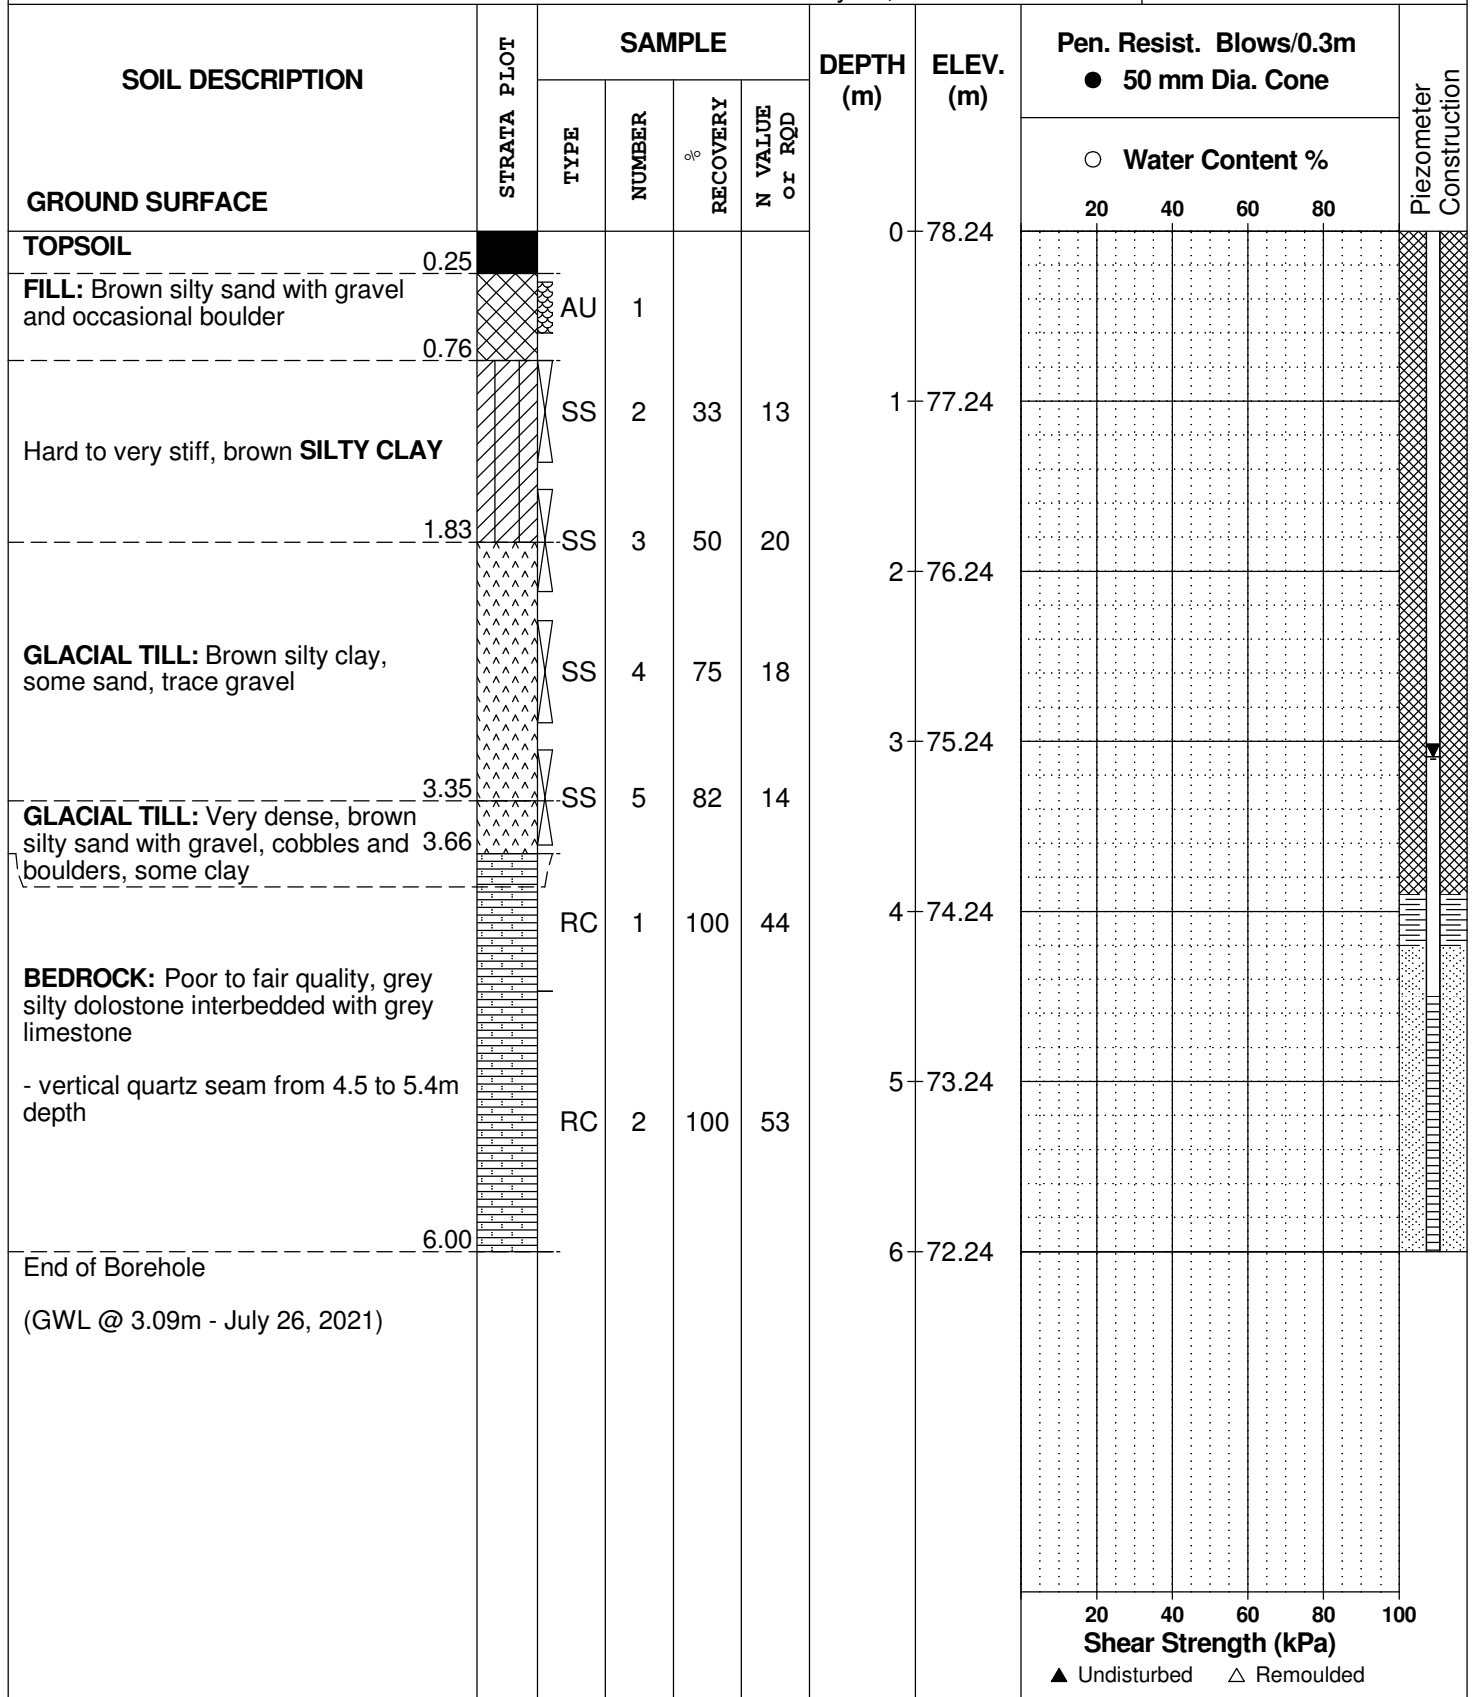 SOIL DESCRIPTION
GROUND SURFACE
STRATA PLOT
SAMPLE
TYPE
NUMBER
% RECOVERY
N VALUE or RQD
DEPTH (m)
ELEV. (m)
Pen. Resist. Blows/0.3m
● 50 mm Dia. Cone
○ Water Content %
20 40 60 80
Piezometer Construction
0 78.24
TOPSOIL
0.25
FILL: Brown silty sand with gravel
and occasional boulder
AU 1
0.76
SS 2 33 13
1 77.24
Hard to very stiff, brown SILTY CLAY
1.83
SS 3 50 20
2 76.24
GLACIAL TILL: Brown silty clay,
some sand, trace gravel
SS 4 75 18
3 75.24
3.35
SS 5 82 14
GLACIAL TILL: Very dense, brown
silty sand with gravel, cobbles and 3.66
boulders, some clay
4 74.24
RC 1 100 44
BEDROCK: Poor to fair quality, grey
silty dolostone interbedded with grey
limestone
- vertical quartz seam from 4.5 to 5.4m
depth
5 73.24
RC 2 100 53
6.00
6 72.24
End of Borehole
(GWL @ 3.09m - July 26, 2021)
20 40 60 80 100
Shear Strength (kPa)
▲ Undisturbed △ Remoulded